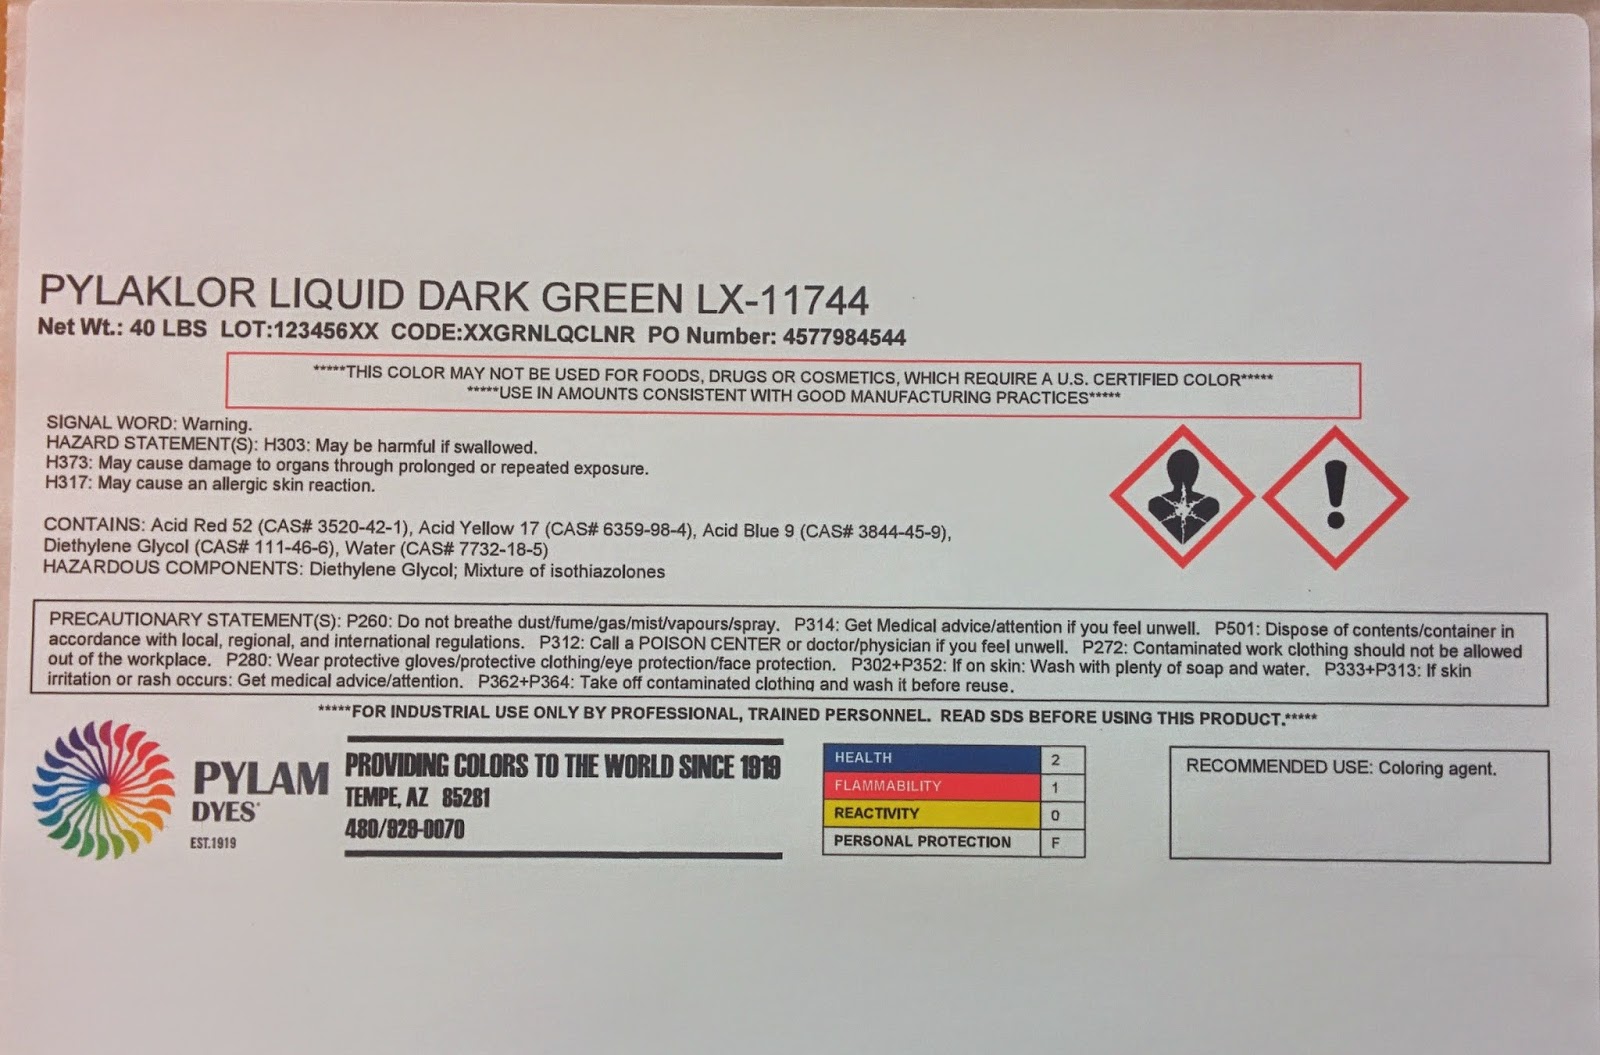 PYLAKLOR LIQUID DARK GREEN LX-11744
Net Wt.: 40 LBS LOT:123456XX CODE:XXGRNLQCLNR PO Number: 4577984544
*****THIS COLOR MAY NOT BE USED FOR FOODS, DRUGS OR COSMETICS, WHICH REQUIRE A U.S. CERTIFIED COLOR*****
*****USE IN AMOUNTS CONSISTENT WITH GOOD MANUFACTURING PRACTICES*****
SIGNAL WORD: Warning.
HAZARD STATEMENT(S): H303: May be harmful if swallowed.
H373: May cause damage to organs through prolonged or repeated exposure.
H317: May cause an allergic skin reaction.
CONTAINS: Acid Red 52 (CAS# 3520-42-1), Acid Yellow 17 (CAS# 6359-98-4), Acid Blue 9 (CAS# 3844-45-9),
Diethylene Glycol (CAS# 111-46-6), Water (CAS# 7732-18-5)
HAZARDOUS COMPONENTS: Diethylene Glycol; Mixture of isothiazolones
PRECAUTIONARY STATEMENT(S): P260: Do not breathe dust/fume/gas/mist/vapours/spray. P314: Get Medical advice/attention if you feel unwell. P501: Dispose of contents/container in
accordance with local, regional, and international regulations. P312: Call a POISON CENTER or doctor/physician if you feel unwell. P272: Contaminated work clothing should not be allowed
out of the workplace. P280: Wear protective gloves/protective clothing/eye protection/face protection. P302+P352: If on skin: Wash with plenty of soap and water. P333+P313: If skin
irritation or rash occurs: Get medical advice/attention. P362+P364: Take off contaminated clothing and wash it before reuse.
*****FOR INDUSTRIAL USE ONLY BY PROFESSIONAL, TRAINED PERSONNEL. READ SDS BEFORE USING THIS PRODUCT.*****
PYLAM
DYES
EST.1919
PROVIDING COLORS TO THE WORLD SINCE 1919
TEMPE, AZ 85281
480/929-0070
HEALTH 2
FLAMMABILITY 1
REACTIVITY 0
PERSONAL PROTECTION F
RECOMMENDED USE: Coloring agent.